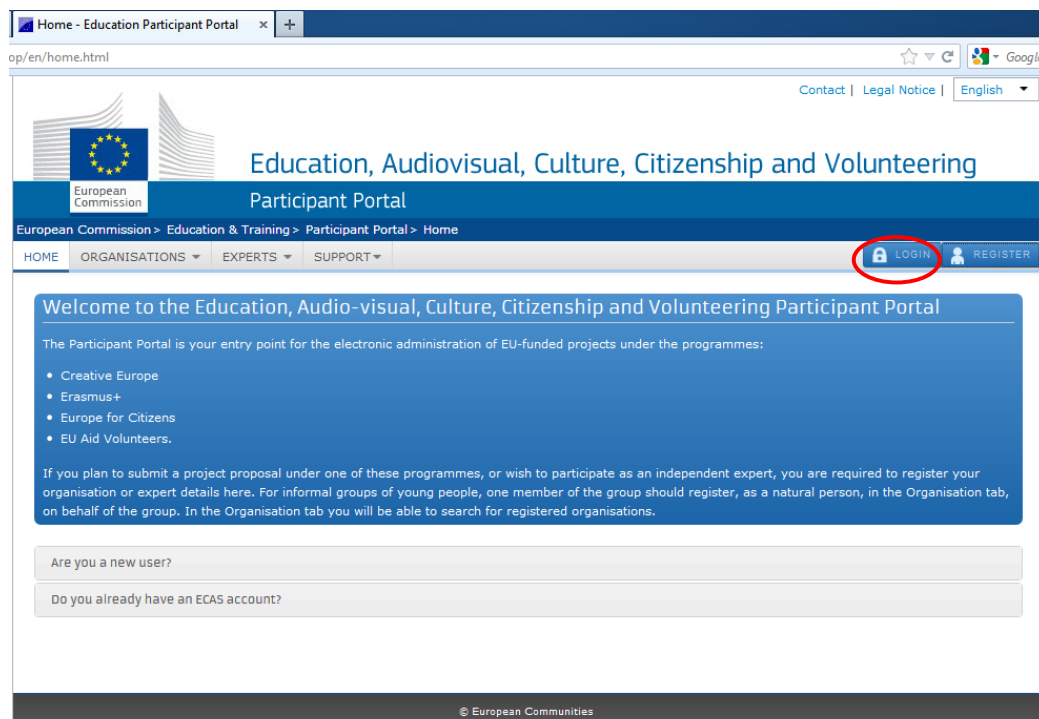 Home - Education Participant Portal
op/en/home.html
Contact | Legal Notice | English
Education, Audiovisual, Culture, Citizenship and Volunteering
European
Commission
Participant Portal
European Commission > Education & Training > Participant Portal > Home
HOME ORGANISATIONS EXPERTS SUPPORT LOGIN REGISTER
Welcome to the Education, Audio-visual, Culture, Citizenship and Volunteering Participant Portal
The Participant Portal is your entry point for the electronic administration of EU-funded projects under the programmes:
• Creative Europe
• Erasmus+
• Europe for Citizens
• EU Aid Volunteers.
If you plan to submit a project proposal under one of these programmes, or wish to participate as an independent expert, you are required to register your
organisation or expert details here. For informal groups of young people, one member of the group should register, as a natural person, in the Organisation tab,
on behalf of the group. In the Organisation tab you will be able to search for registered organisations.
Are you a new user?
Do you already have an ECAS account?
© European Communities